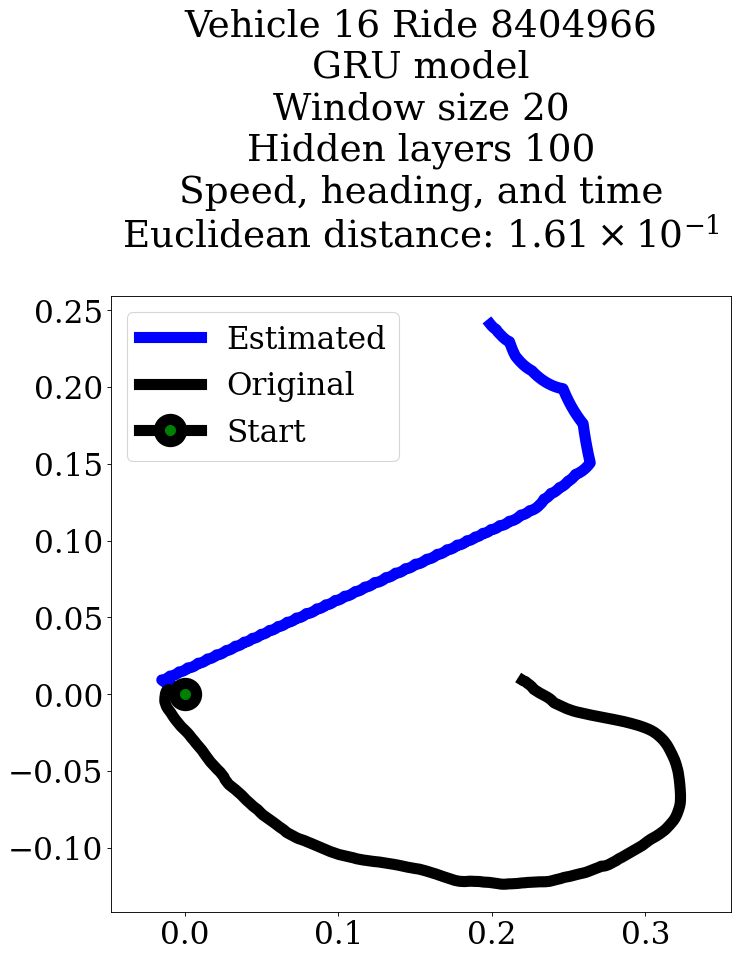 Vehicle 16 Ride 8404966
GRU model
Window size 20
Hidden layers 100
Speed, heading, and time
Euclidean distance: 1.61 × 10⁻¹
Estimated
Original
Start
0.25
0.20
0.15
0.10
0.05
0.00
−0.05
−0.10
0.0 0.1 0.2 0.3